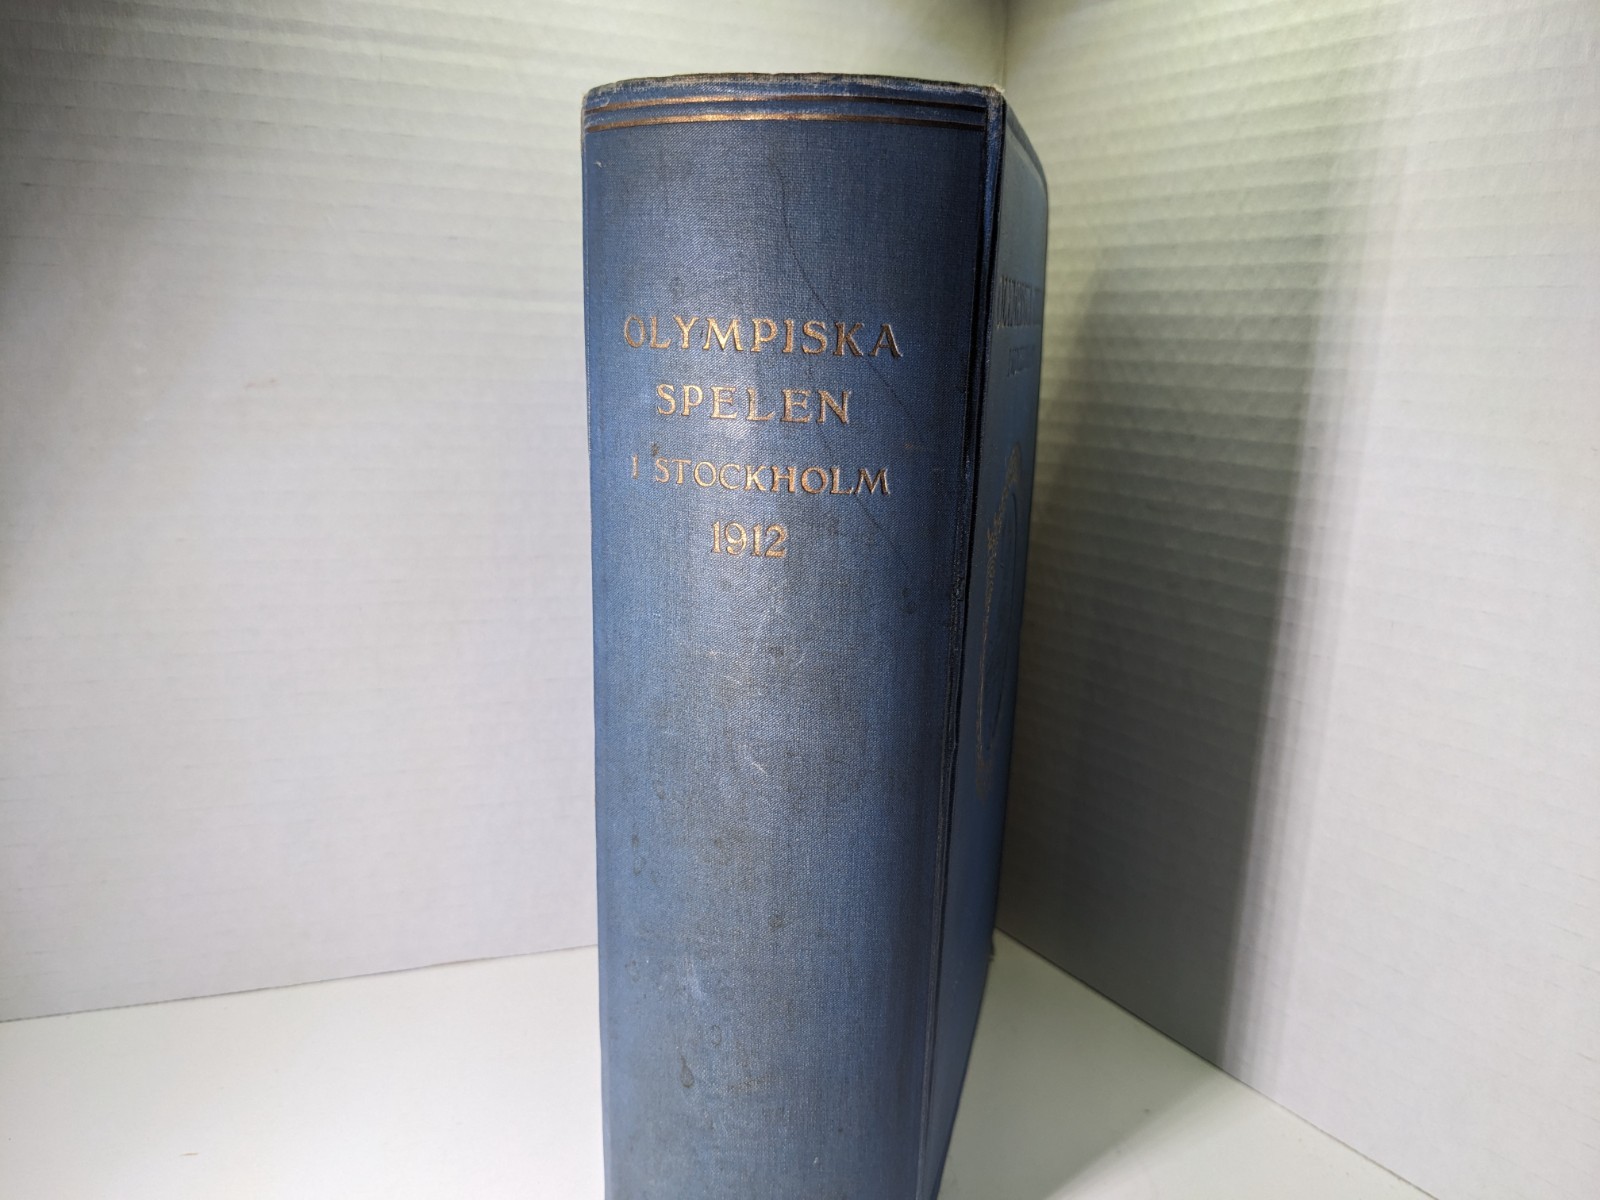 OLYMPISKA
SPELEN
I STOCKHOLM
1912